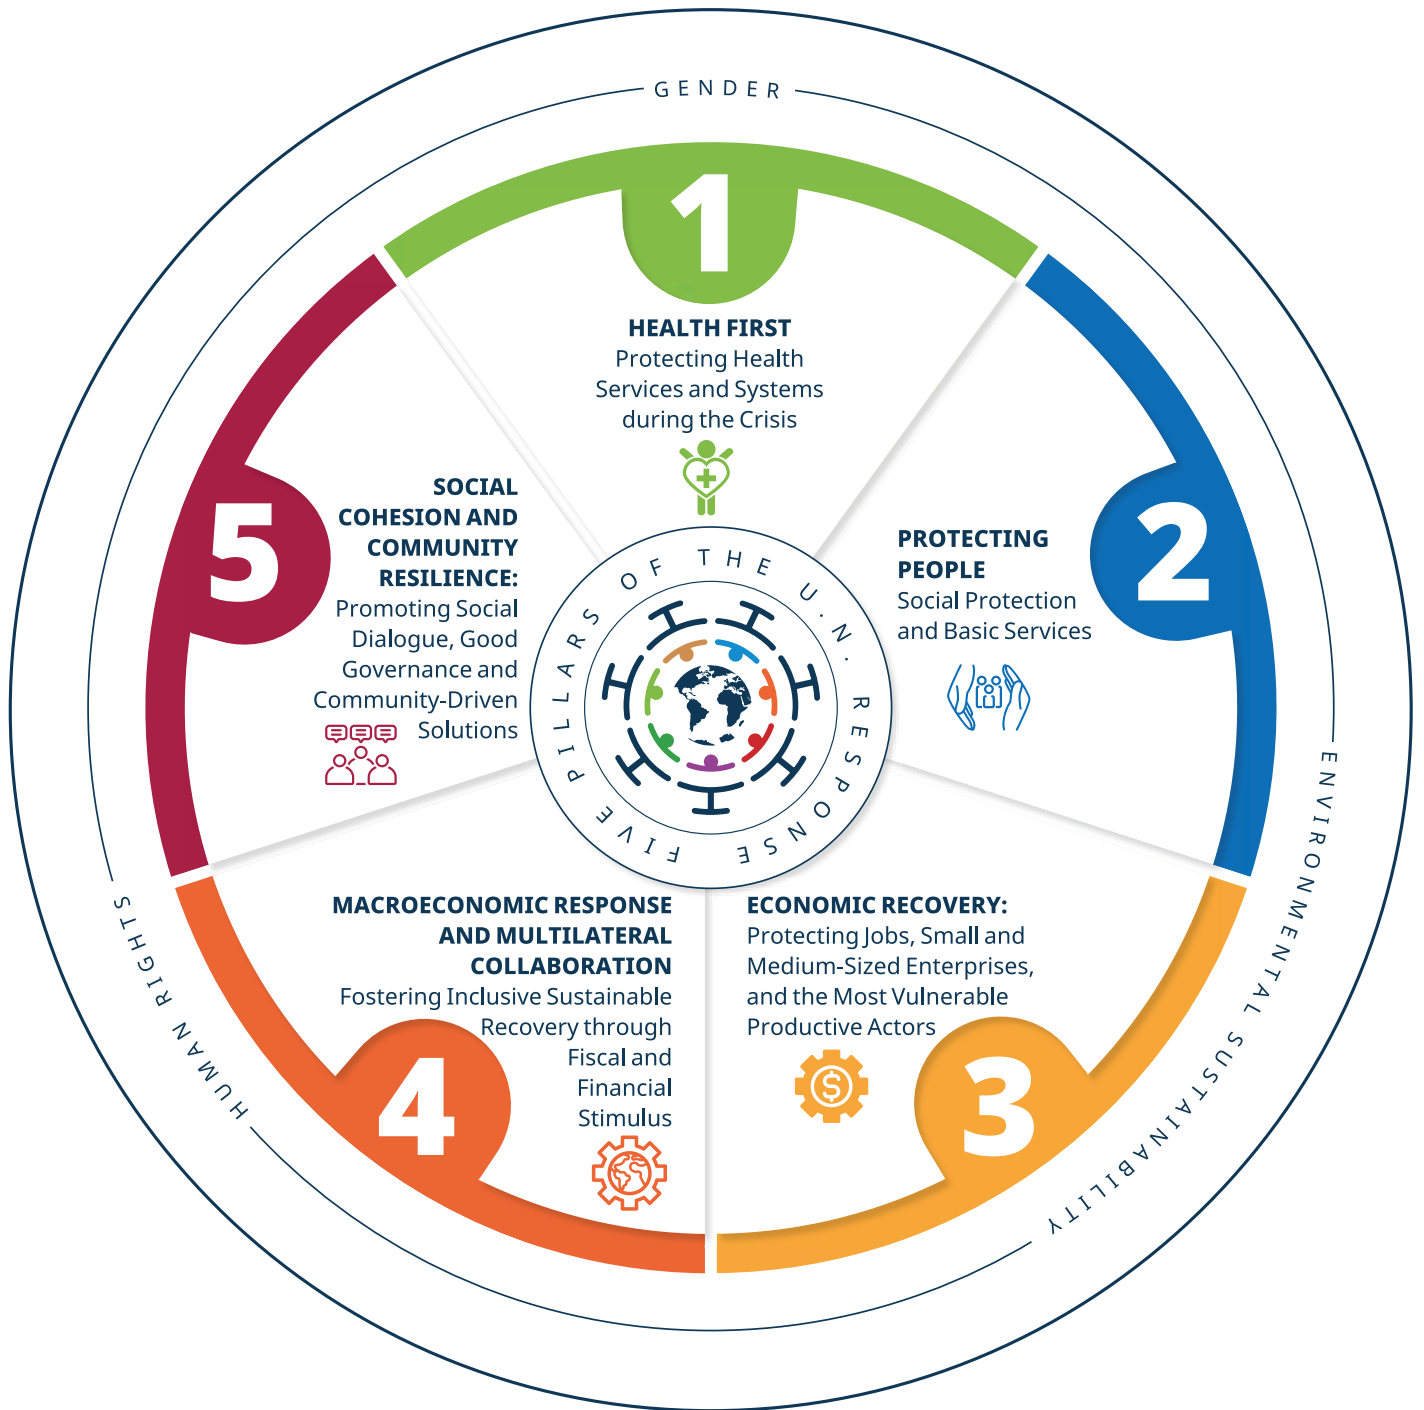 GENDER
1
HEALTH FIRST
Protecting Health
Services and Systems
during the Crisis
2
PROTECTING
PEOPLE
Social Protection
and Basic Services
3
ECONOMIC RECOVERY:
Protecting Jobs, Small and
Medium-Sized Enterprises,
and the Most Vulnerable
Productive Actors
$
4
MACROECONOMIC RESPONSE
AND MULTILATERAL
COLLABORATION
Fostering Inclusive Sustainable
Recovery through
Fiscal and
Financial
Stimulus
5
SOCIAL
COHESION AND
COMMUNITY
RESILIENCE:
Promoting Social
Dialogue, Good
Governance and
Community-Driven
Solutions
FIVE PILLARS OF THE U.N. RESPONSE
ENVIRONMENTAL SUSTAINABILITY
HUMAN RIGHTS